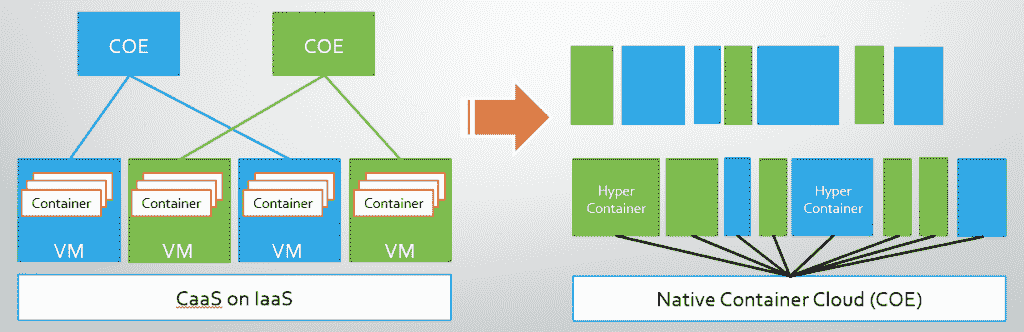 COE
COE
Container
Container
Container
Container
VM
VM
VM
VM
CaaS on IaaS
Hyper
Container
Hyper
Container
Native Container Cloud (COE)